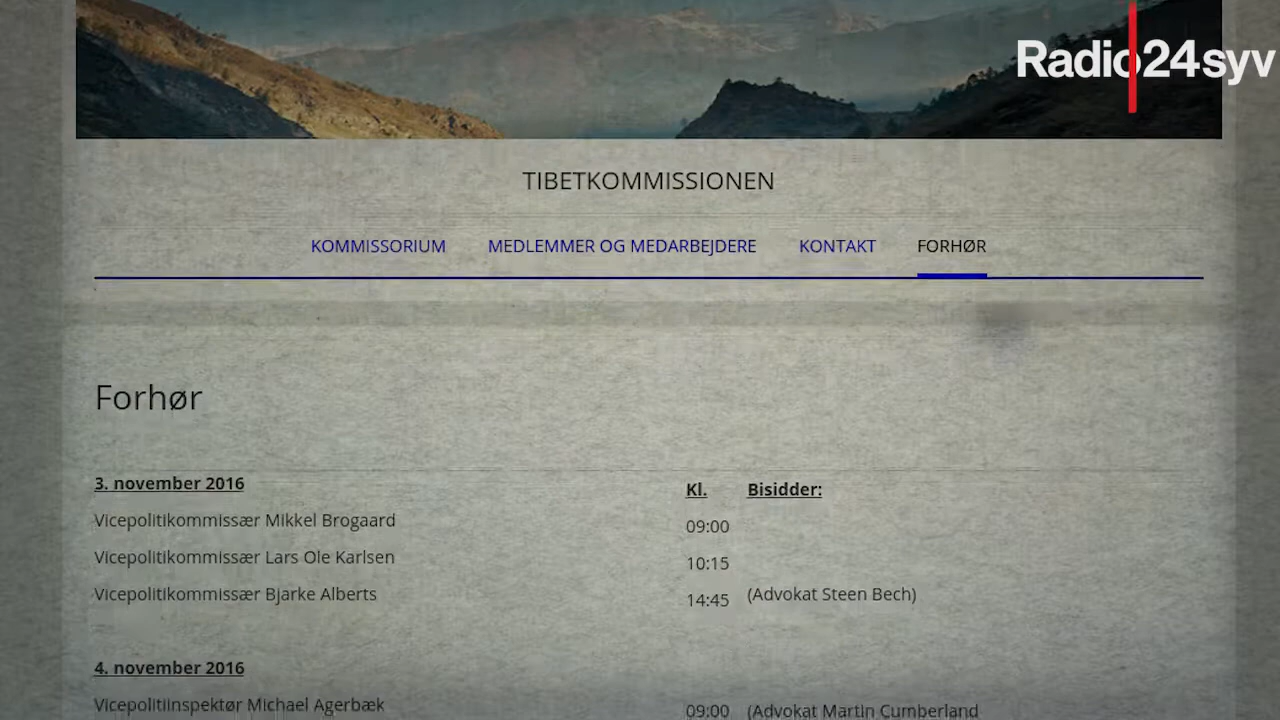 Radio24syv
TIBETKOMMISSIONEN
KOMMISSORIUM MEDLEMMER OG MEDARBEJDERE KONTAKT FORHØR
Forhør
3. november 2016 Kl. Bisidder:
Vicepolitikommissær Mikkel Brogaard 09:00
Vicepolitikommissær Lars Ole Karlsen 10:15
Vicepolitikommissær Bjarke Alberts 14:45 (Advokat Steen Bech)
4. november 2016
Vicepolitiinspektør Michael Agerbæk 09:00 (Advokat Martin Cumberland